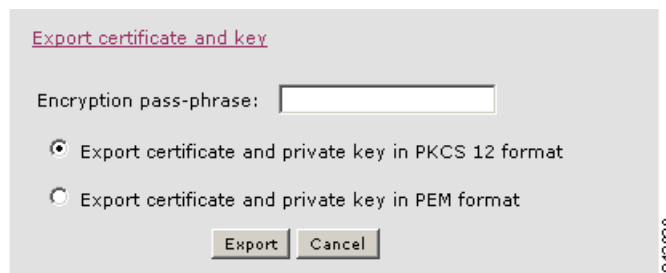 Export certificate and key
Encryption pass-phrase:
Export certificate and private key in PKCS 12 format
Export certificate and private key in PEM format
Export Cancel